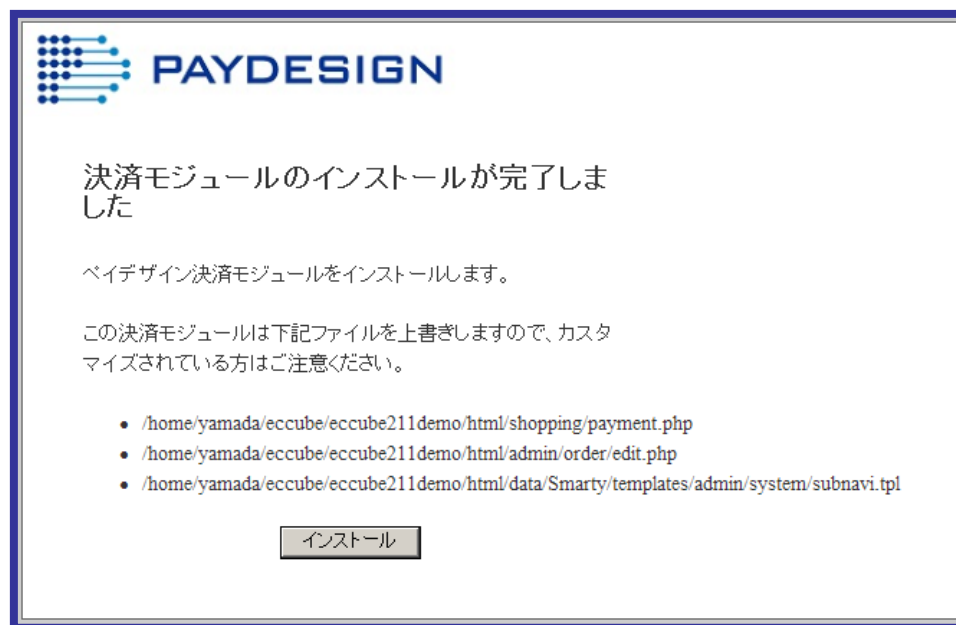 PAYDESIGN
決済モジュールのインストールが完了しま
した
ペイデザイン決済モジュールをインストールします。
この決済モジュールは下記ファイルを上書きしますので、カスタ
マイズされている方はご注意ください。
• /home/yamada/eccube/eccube211demo/html/shopping/payment.php
• /home/yamada/eccube/eccube211demo/html/admin/order/edit.php
• /home/yamada/eccube/eccube211demo/html/data/Smarty/templates/admin/system/subnavi.tpl
インストール